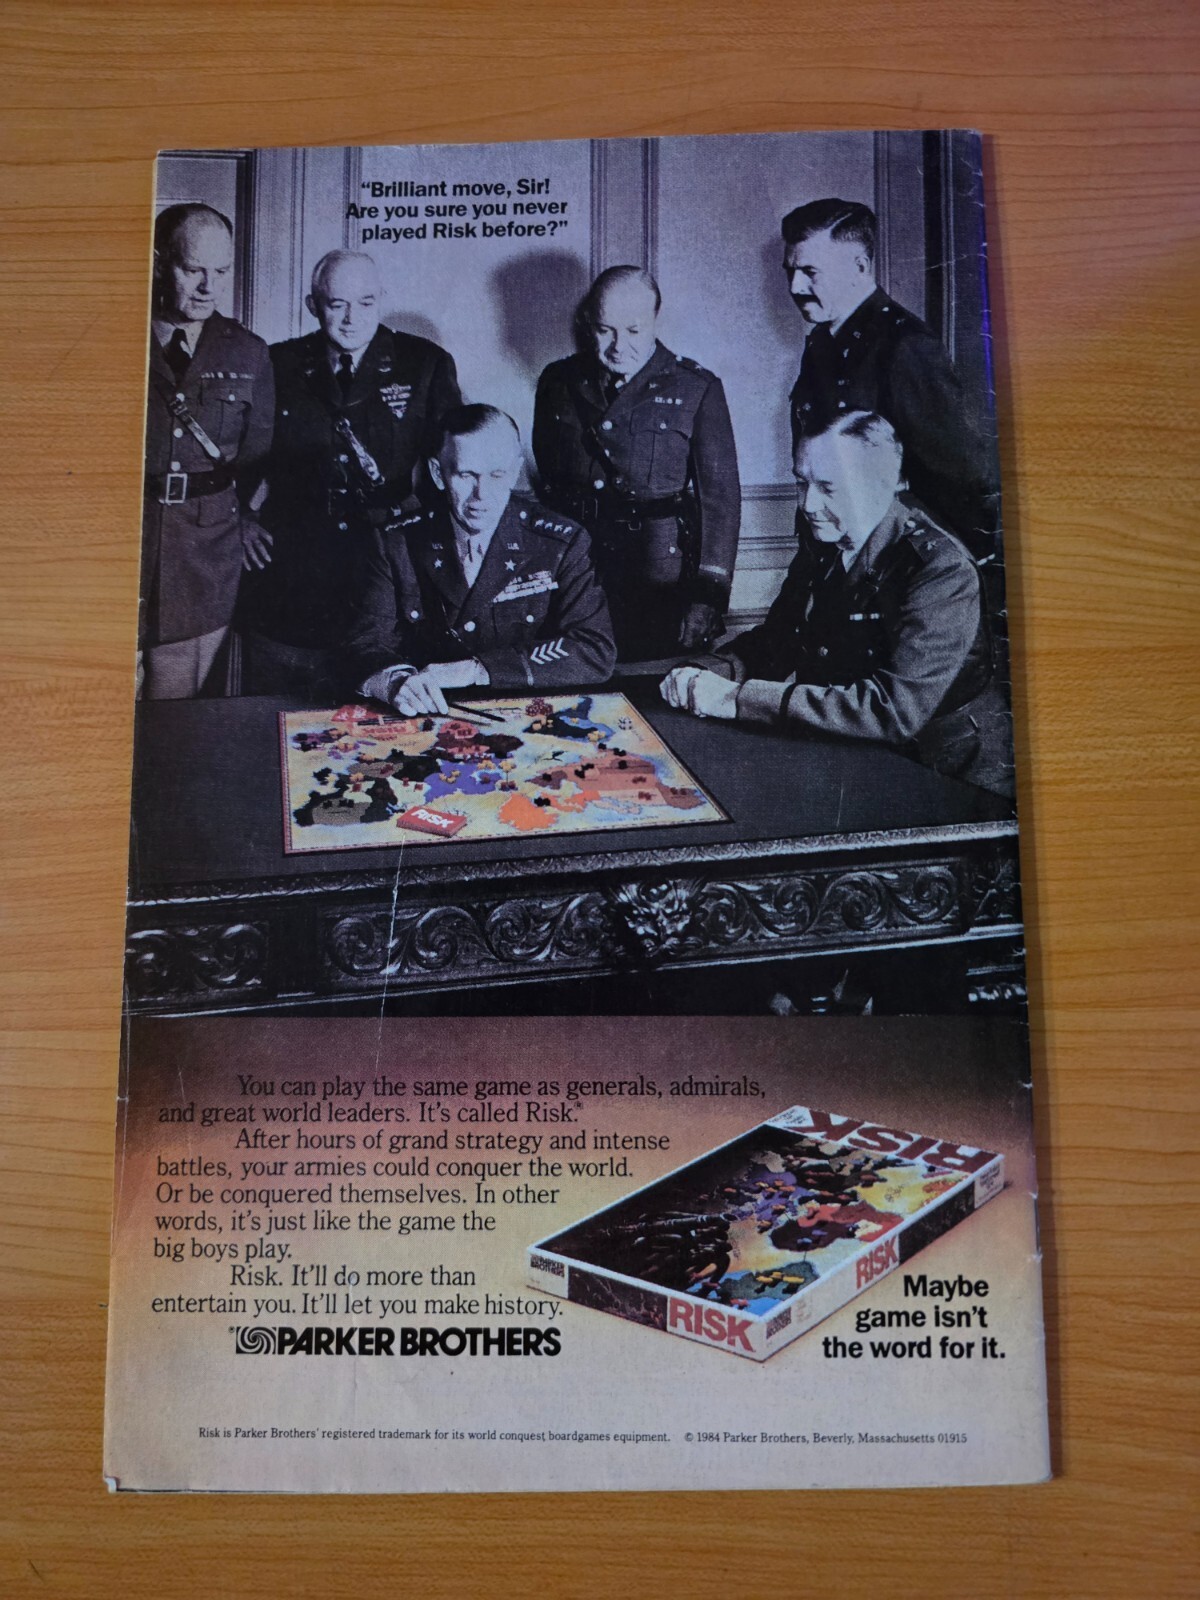 “Brilliant move, Sir!
Are you sure you never
played Risk before?”
RISK
RISK
You can play the same game as generals, admirals,
and great world leaders. It's called Risk.®
After hours of grand strategy and intense
battles, your armies could conquer the world.
Or be conquered themselves. In other
words, it's just like the game the
big boys play.
Risk. It'll do more than
entertain you. It'll let you make history.
PARKER BROTHERS
RISK
PARKER BROTHERS
RISK
RISK
Maybe
game isn't
the word for it.
Risk is Parker Brothers' registered trademark for its world conquest boardgames equipment. © 1984 Parker Brothers, Beverly, Massachusetts 01915